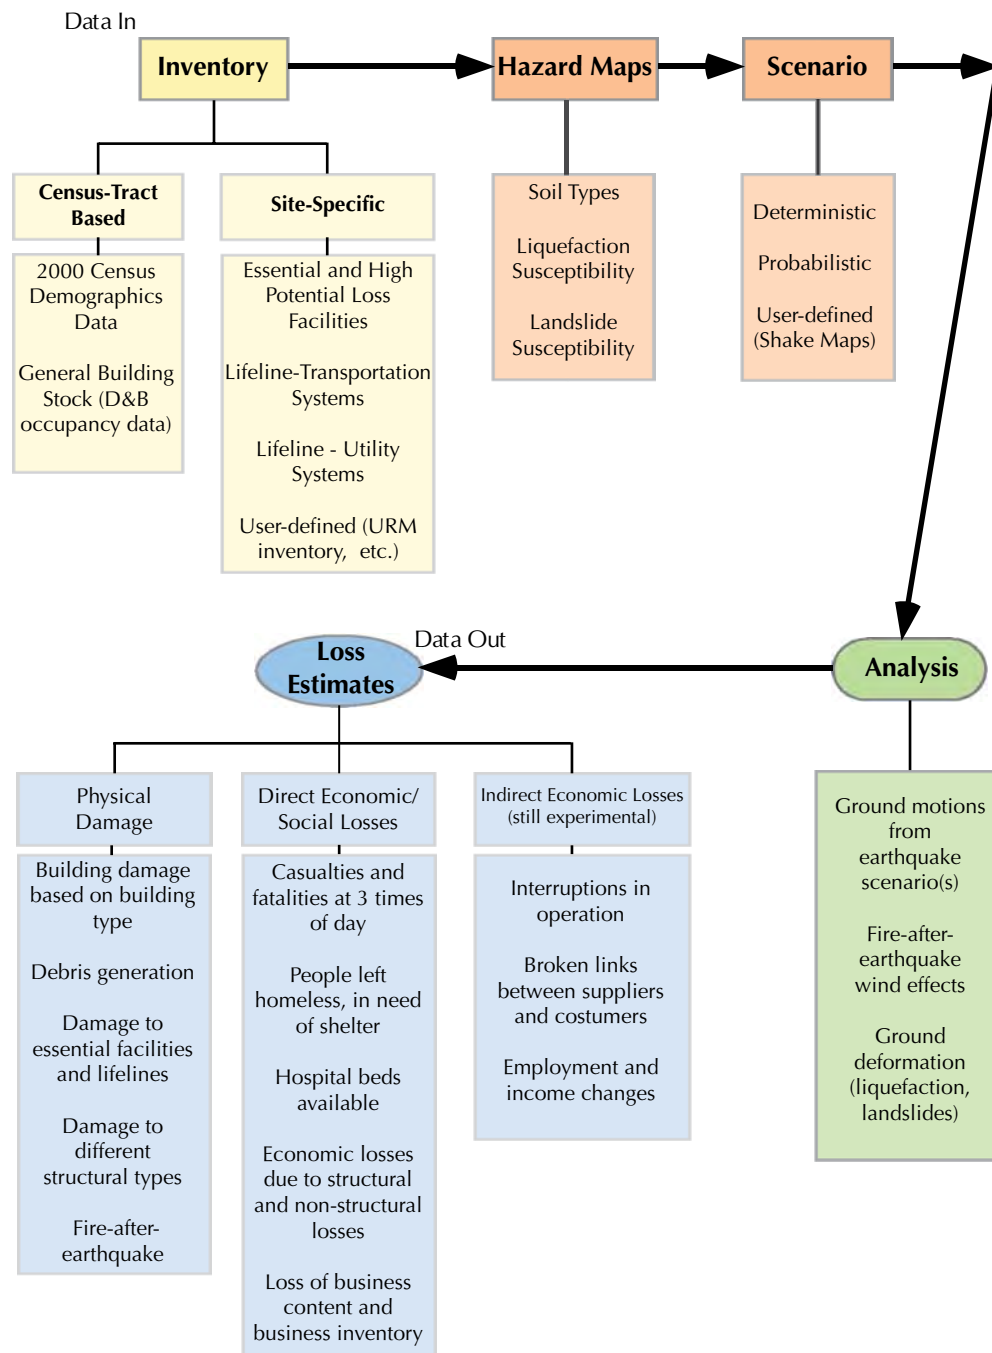 Data In
Inventory
Hazard Maps
Scenario
Census-Tract
Based
2000 Census
Demographics
Data
General Building
Stock (D&B
occupancy data)
Site-Specific
Essential and High
Potential Loss
Facilities
Lifeline-Transportation
Systems
Lifeline - Utility
Systems
User-defined (URM
inventory, etc.)
Soil Types
Liquefaction
Susceptibility
Landslide
Susceptibility
Deterministic
Probabilistic
User-defined
(Shake Maps)
Analysis
Ground motions
from
earthquake
scenario(s)
Fire-after-
earthquake
wind effects
Ground
deformation
(liquefaction,
landslides)
Data Out
Loss
Estimates
Physical
Damage
Building damage
based on building
type
Debris generation
Damage to
essential facilities
and lifelines
Damage to
different
structural types
Fire-after-
earthquake
Direct Economic/
Social Losses
Casualties and
fatalities at 3 times
of day
People left
homeless, in need
of shelter
Hospital beds
available
Economic losses
due to structural
and non-structural
losses
Loss of business
content and
business inventory
Indirect Economic Losses
(still experimental)
Interruptions in
operation
Broken links
between suppliers
and costumers
Employment and
income changes